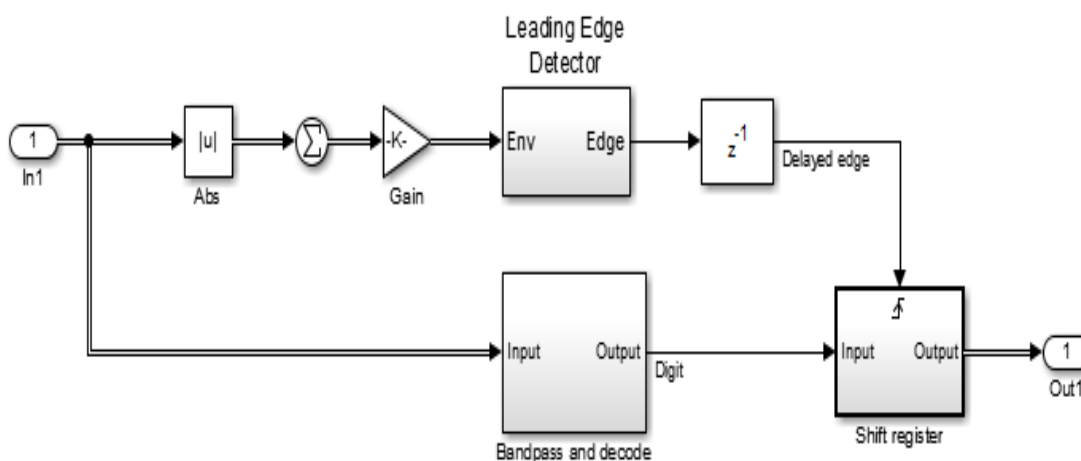 Leading Edge
Detector
1
In1
|u|
Abs
Σ
-K-
Gain
Env
Edge
z-1
Delayed edge
Input
Output
Digit
Bandpass and decode
Input
Output
Shift register
1
Out1